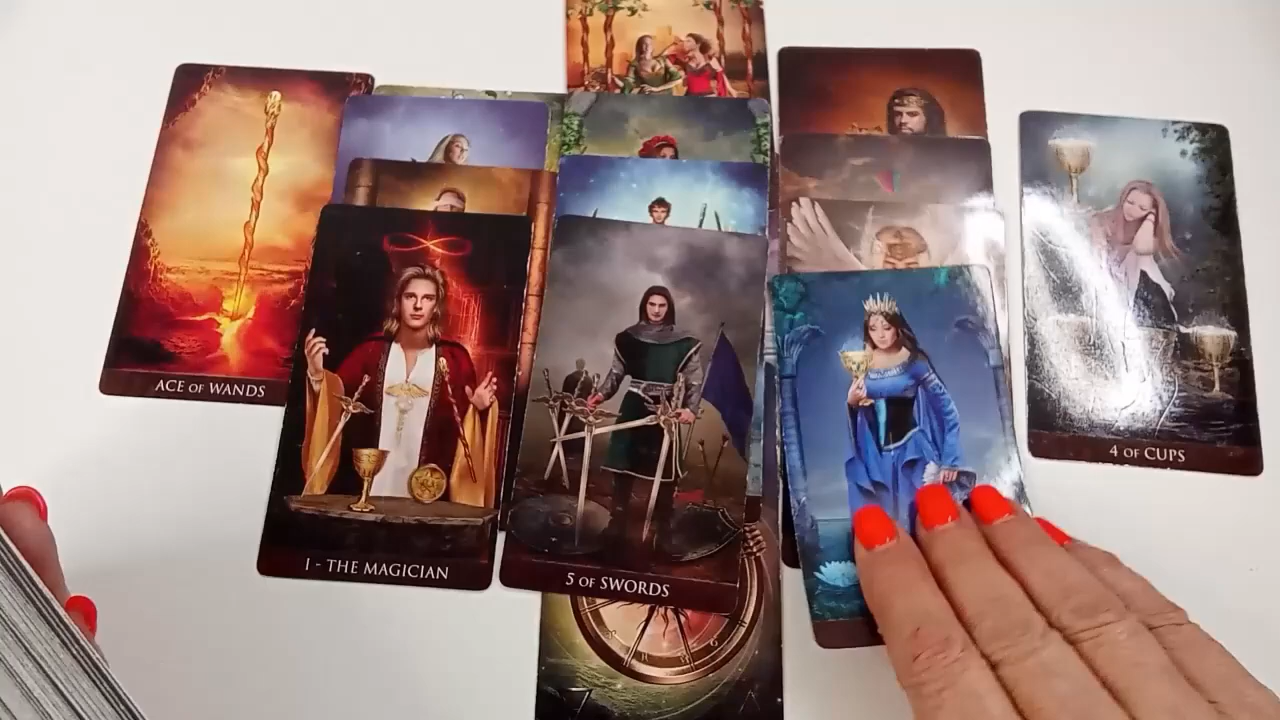 ACE OF WANDS
I - THE MAGICIAN
5 OF SWORDS
4 OF CUPS